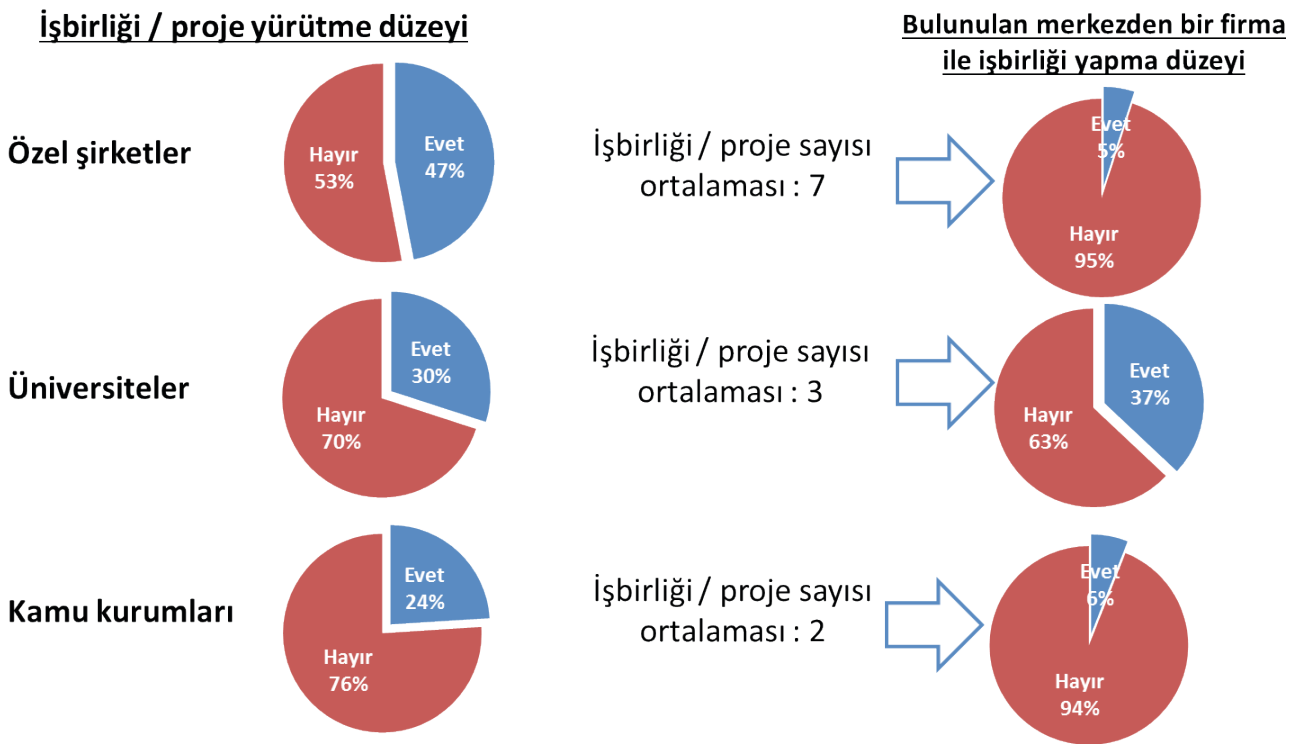 İşbirliği / proje yürütme düzeyi
Bulunulan merkezden bir firma
ile işbirliği yapma düzeyi
Özel şirketler
Hayır
53%
Evet
47%
İşbirliği / proje sayısı
ortalaması : 7
Evet
5%
Hayır
95%
Üniversiteler
Hayır
70%
Evet
30%
İşbirliği / proje sayısı
ortalaması : 3
Evet
37%
Hayır
63%
Kamu kurumları
Hayır
76%
Evet
24%
İşbirliği / proje sayısı
ortalaması : 2
Evet
6%
Hayır
94%